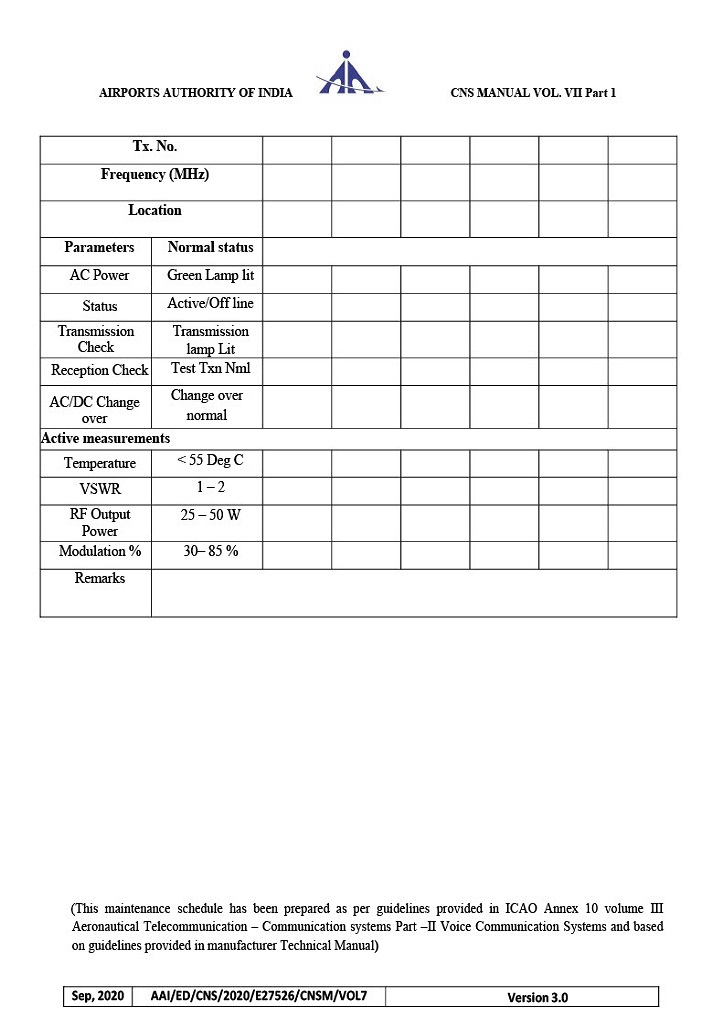 AIRPORTS AUTHORITY OF INDIA CNS MANUAL VOL. VII Part 1
Tx. No.
Frequency (MHz)
Location
Parameters Normal status
AC Power Green Lamp lit
Status Active/Off line
Transmission Check Transmission lamp Lit
Reception Check Test Txn Nml
AC/DC Change over Change over normal
Active measurements
Temperature < 55 Deg C
VSWR 1 – 2
RF Output Power 25 – 50 W
Modulation % 30– 85 %
Remarks
(This maintenance schedule has been prepared as per guidelines provided in ICAO Annex 10 volume III
Aeronautical Telecommunication – Communication systems Part –II Voice Communication Systems and based
on guidelines provided in manufacturer Technical Manual)
Sep, 2020 AAI/ED/CNS/2020/E27526/CNSM/VOL7 Version 3.0